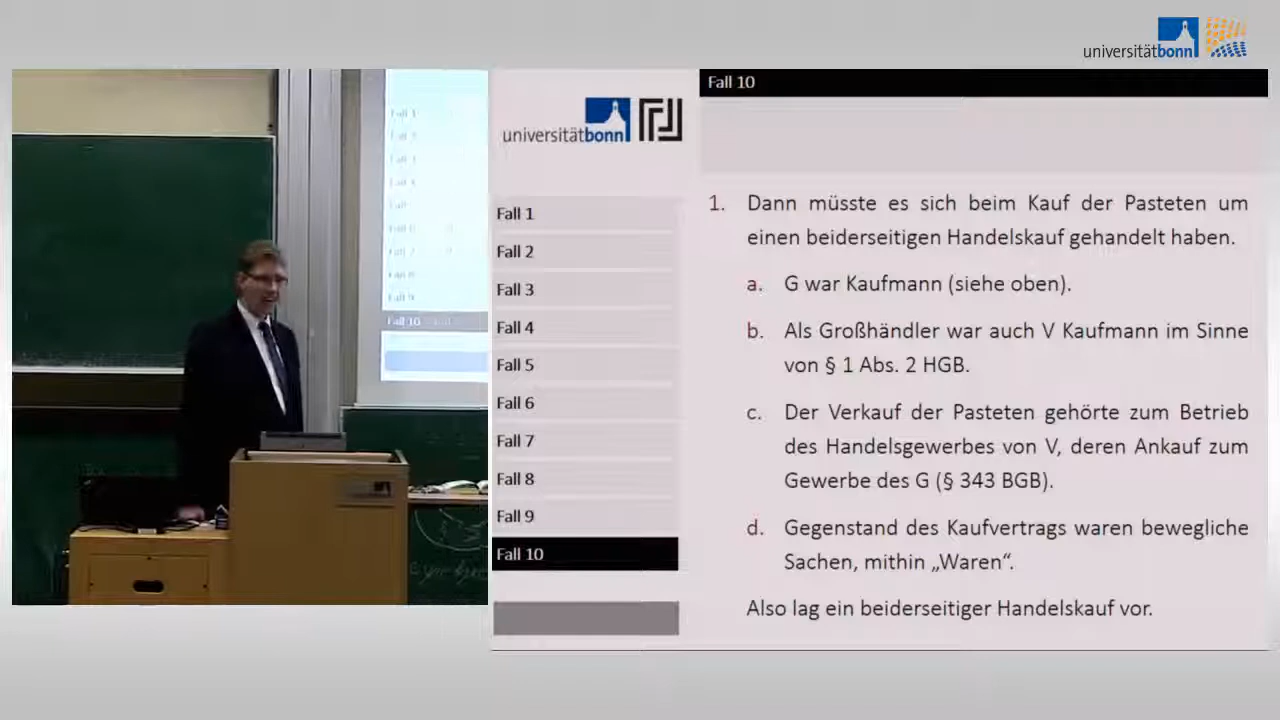 universitätbonn
Fall 10
universitätbonn
Fall 1
Fall 2
Fall 3
Fall 4
Fall 5
Fall 6
Fall 7
Fall 8
Fall 9
Fall 10
1. Dann müsste es sich beim Kauf der Pasteten um
einen beiderseitigen Handelskauf gehandelt haben.
a. G war Kaufmann (siehe oben).
b. Als Großhändler war auch V Kaufmann im Sinne
von § 1 Abs. 2 HGB.
c. Der Verkauf der Pasteten gehörte zum Betrieb
des Handelsgewerbes von V, deren Ankauf zum
Gewerbe des G (§ 343 BGB).
d. Gegenstand des Kaufvertrags waren bewegliche
Sachen, mithin „Waren“.
Also lag ein beiderseitiger Handelskauf vor.
Fall 1
Fall 10